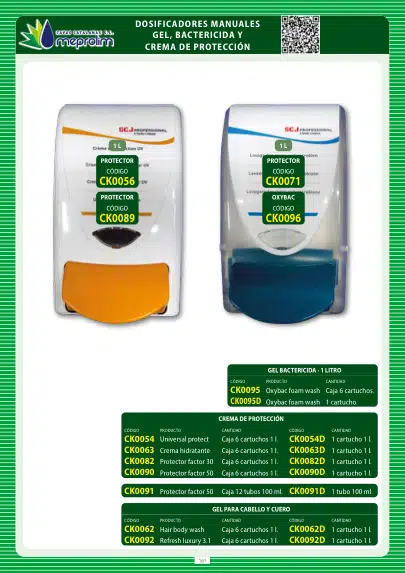 DOSIFICADORES MANUALES
GEL, BACTERICIDA Y
CREMA DE PROTECCIÓN
meprolim
SCJ PROFESSIONAL
1 L
PROTECTOR
CÓDIGO
CK0056
PROTECTOR
CÓDIGO
CK0089
SCJ PROFESSIONAL
1 L
PROTECTOR
CÓDIGO
CK0071
OXYBAC
CÓDIGO
CK0096
GEL BACTERICIDA - 1 LITRO
CÓDIGO PRODUCTO CANTIDAD
CK0095 Oxybac foam wash Caja 6 cartuchos.
CK0095D Oxybac foam wash 1 cartucho.
CREMA DE PROTECCIÓN
CÓDIGO PRODUCTO CANTIDAD CÓDIGO CANTIDAD
CK0054 Universal protect Caja 6 cartuchos 1 l. CK0054D 1 cartucho 1 l.
CK0063 Crema hidratante Caja 6 cartuchos 1 l. CK0063D 1 cartucho 1 l.
CK0082 Protector factor 30 Caja 6 cartuchos 1 l. CK0082D 1 cartucho 1 l.
CK0090 Protector factor 50 Caja 6 cartuchos 1 l. CK0090D 1 cartucho 1 l.
CK0091 Protector factor 50 Caja 12 tubos 100 ml. CK0091D 1 tubo 100 ml.
GEL PARA CABELLO Y CUERO
CÓDIGO PRODUCTO CANTIDAD CÓDIGO CANTIDAD
CK0062 Hair body wash Caja 6 cartuchos 1 l. CK0062D 1 cartucho 1 l.
CK0092 Refresh luxury 3.1 Caja 6 cartuchos 1 l. CK0092D 1 cartucho 1 l.